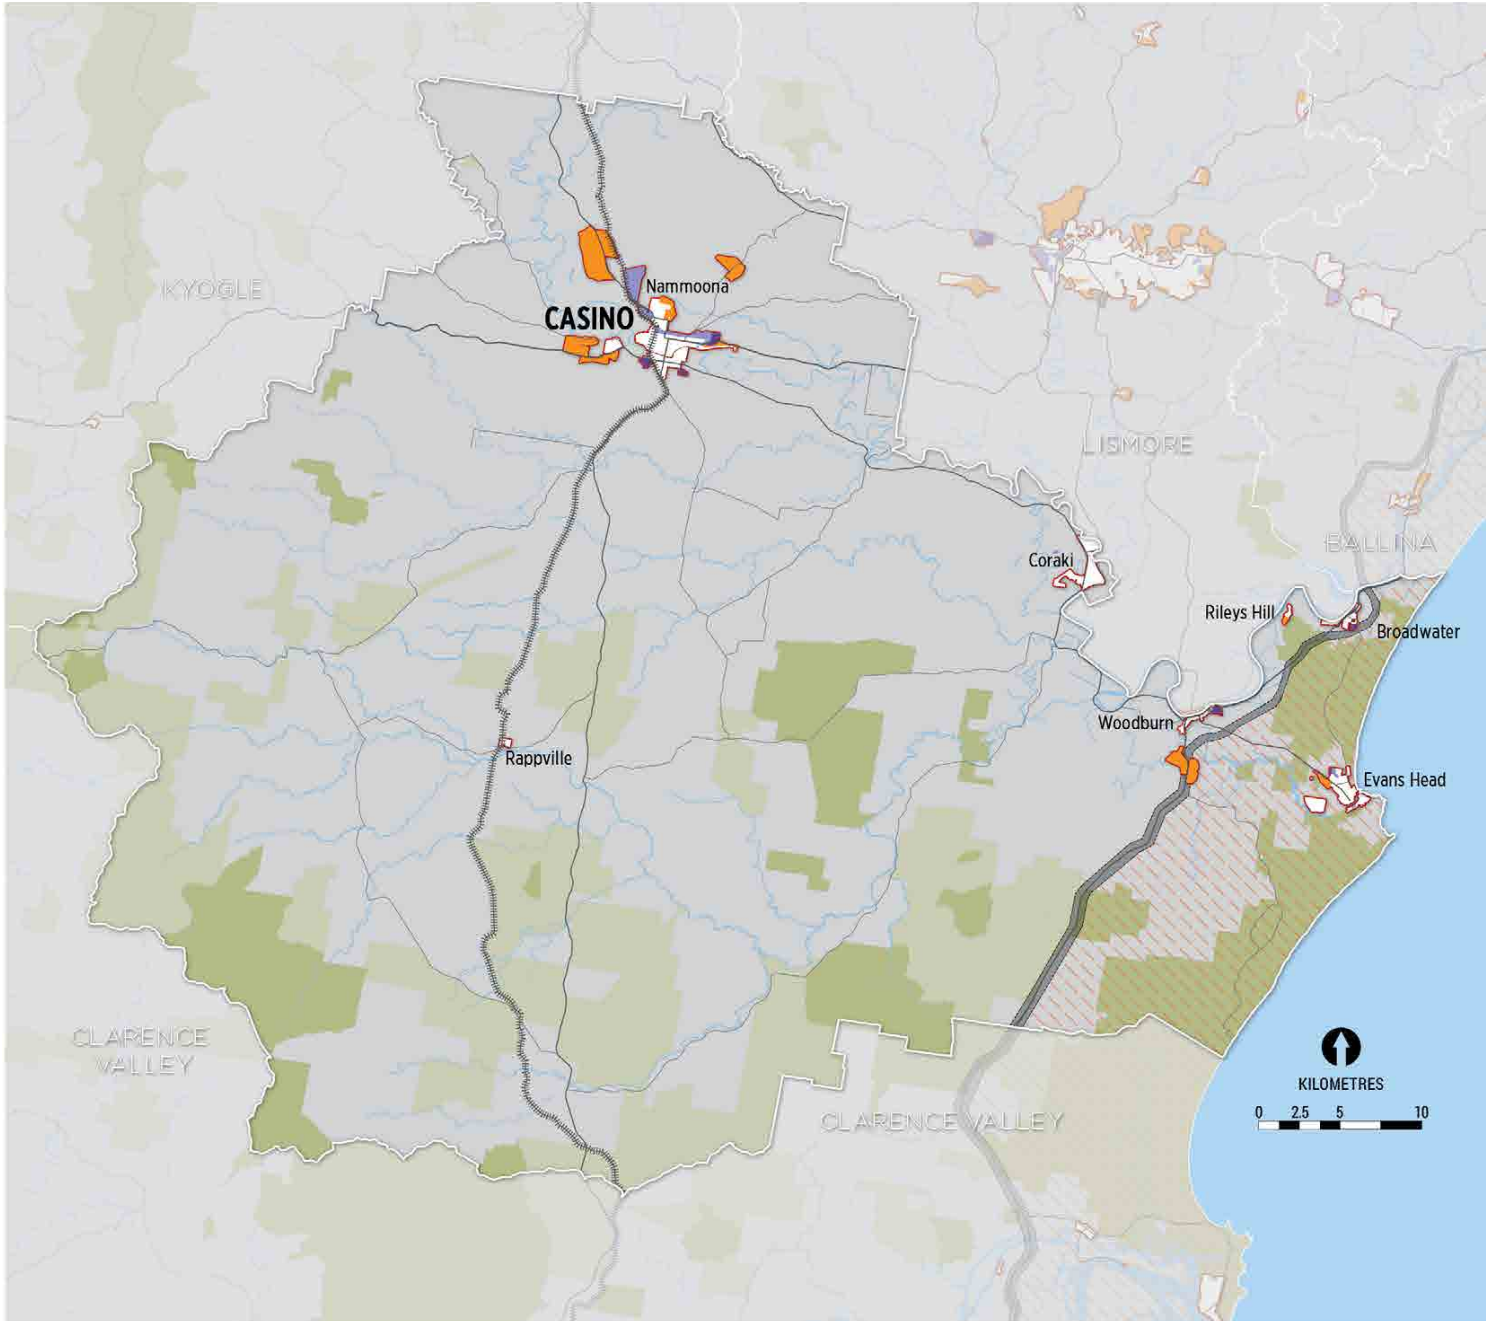 KYOGLE
Nammoona
CASINO
LISMORE
BALLINA
Coraki
Rileys Hill
Broadwater
Woodburn
Rappville
Evans Head
CLARENCE
VALLEY
CLARENCE VALLEY
KILOMETRES
0 2.5 5 10